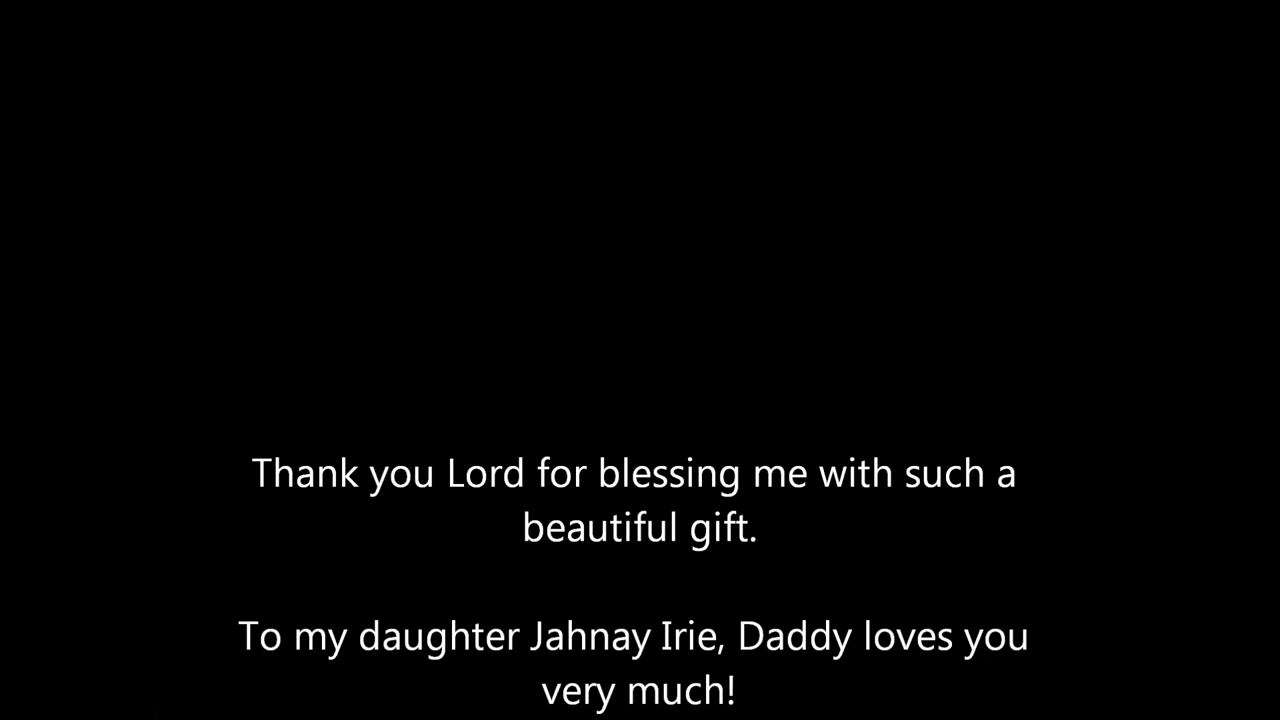 Thank you Lord for blessing me with such a
beautiful gift.
To my daughter Jahnay Irie, Daddy loves you
very much!